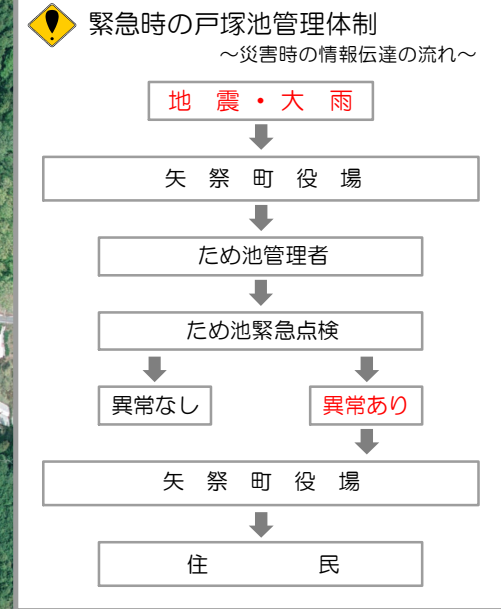 緊急時の戸塚池管理体制
～災害時の情報伝達の流れ～
地震・大雨
矢祭町役場
ため池管理者
ため池緊急点検
異常なし 異常あり
矢祭町役場
住民